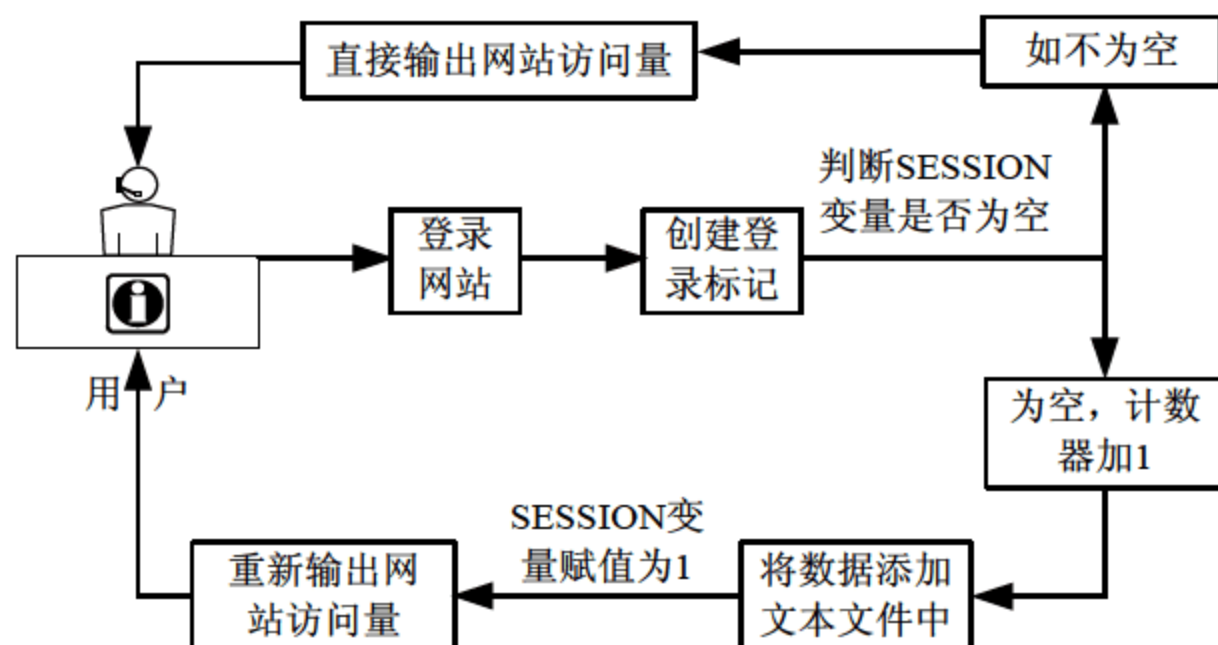 直接输出网站访问量
如不为空
判断SESSION
变量是否为空
登录
网站
创建登
录标记
用户
为空，计数
器加1
SESSION变
量赋值为1
重新输出网
站访问量
将数据添加
文本文件中